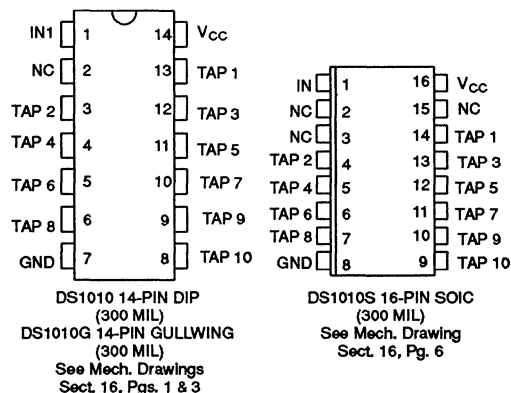 IN1 1 14 VCC
NC 2 13 TAP 1
TAP 2 3 12 TAP 3
TAP 4 4 11 TAP 5
TAP 6 5 10 TAP 7
TAP 8 6 9 TAP 9
GND 7 8 TAP 10
DS1010 14-PIN DIP
(300 MIL)
DS1010G 14-PIN GULLWING
(300 MIL)
See Mech. Drawings
Sect. 16, Pgs. 1 & 3
IN 1 16 VCC
NC 2 15 NC
NC 3 14 TAP 1
TAP 2 4 13 TAP 3
TAP 4 5 12 TAP 5
TAP 6 6 11 TAP 7
TAP 8 7 10 TAP 9
GND 8 9 TAP 10
DS1010S 16-PIN SOIC
(300 MIL)
See Mech. Drawing
Sect. 16, Pg. 6